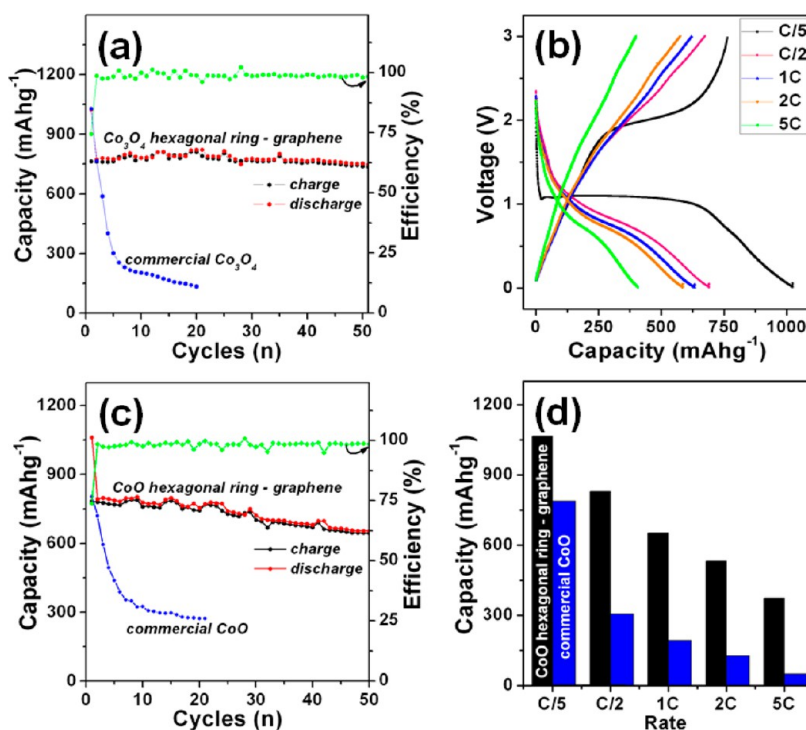 (a)
1200
900
600
300
0
Capacity (mAhg⁻¹)
Co₃O₄ hexagonal ring - graphene
charge
discharge
commercial Co₃O₄
100
75
50
25
0
Efficiency (%)
0 10 20 30 40 50
Cycles (n)
(b)
3
2
1
0
Voltage (V)
C/5
C/2
1C
2C
5C
0 250 500 750 1000
Capacity (mAhg⁻¹)
(c)
1200
900
600
300
0
Capacity (mAhg⁻¹)
CoO hexagonal ring - graphene
charge
discharge
commercial CoO
100
75
50
25
0
Efficiency (%)
0 10 20 30 40 50
Cycles (n)
(d)
1200
900
600
300
0
Capacity (mAhg⁻¹)
CoO hexagonal ring - graphene
commercial CoO
C/5 C/2 1C 2C 5C
Rate